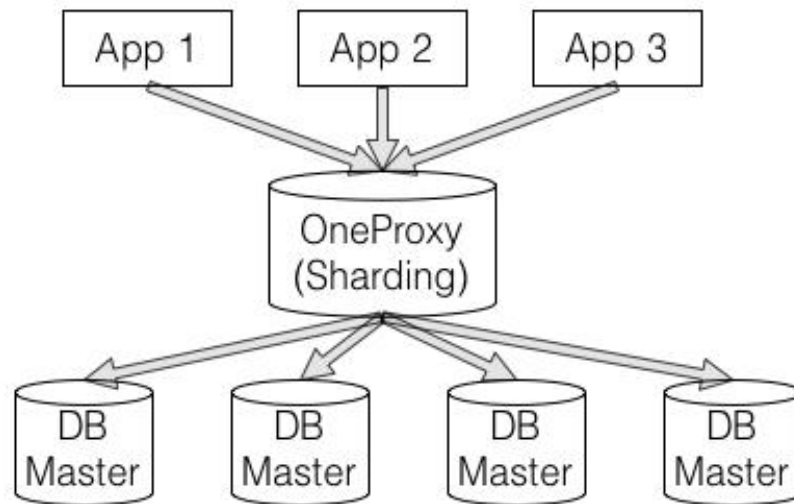 App 1
App 2
App 3
OneProxy
(Sharding)
DB
Master
DB
Master
DB
Master
DB
Master